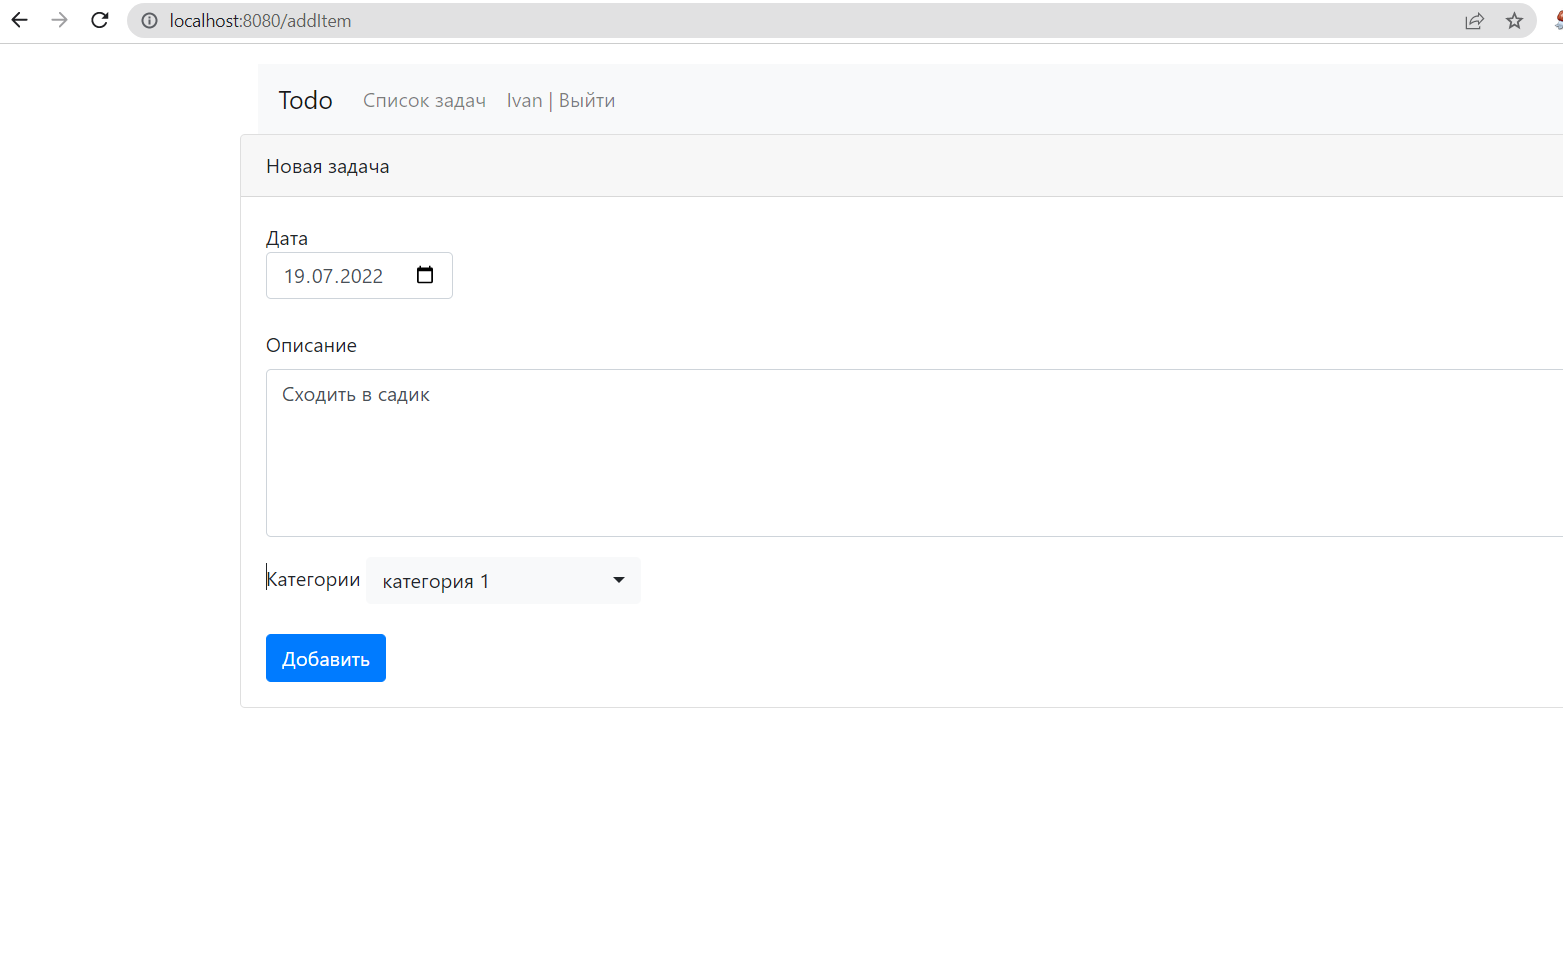 localhost:8080/addItem
Todo Список задач Ivan | Выйти
Новая задача
Дата
19.07.2022
Описание
Сходить в садик
Категории категория 1
Добавить